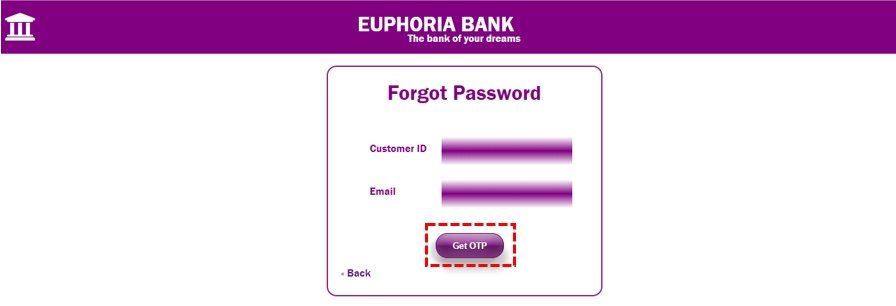 EUPHORIA BANK
The bank of your dreams
Forgot Password
Customer ID
Email
Get OTP
« Back